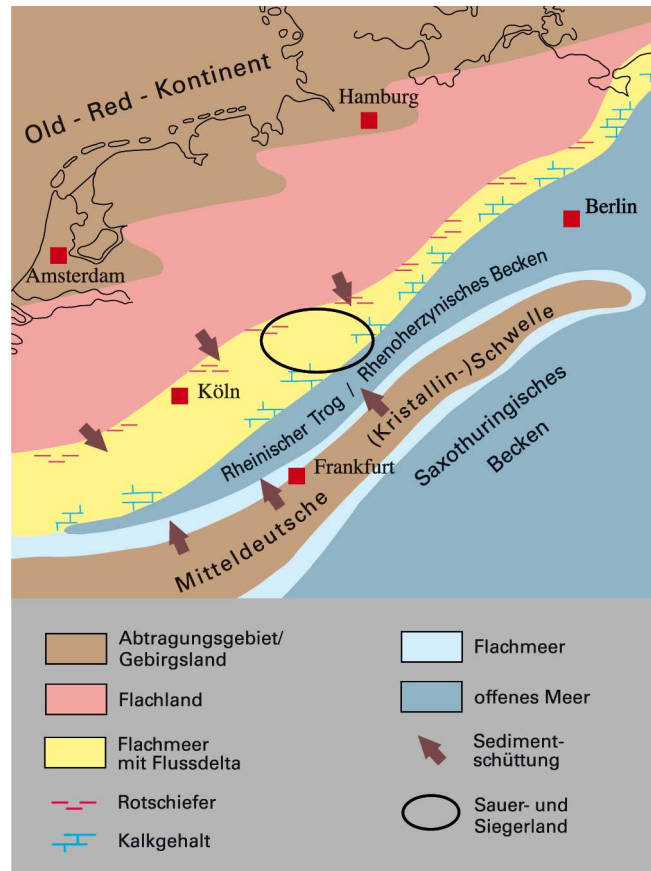 Old - Red - Kontinent
Hamburg
Berlin
Amsterdam
Köln
Rheinischer Trog / Rhenoherzynisches Becken
Frankfurt
Mitteldeutsche (Kristallin-)Schwelle
Saxothuringisches
Becken
Abtragungsgebiet/
Gebirgsland
Flachland
Flachmeer
mit Flussdelta
Rotschiefer
Kalkgehalt
Flachmeer
offenes Meer
Sediment-
schüttung
Sauer- und
Siegerland